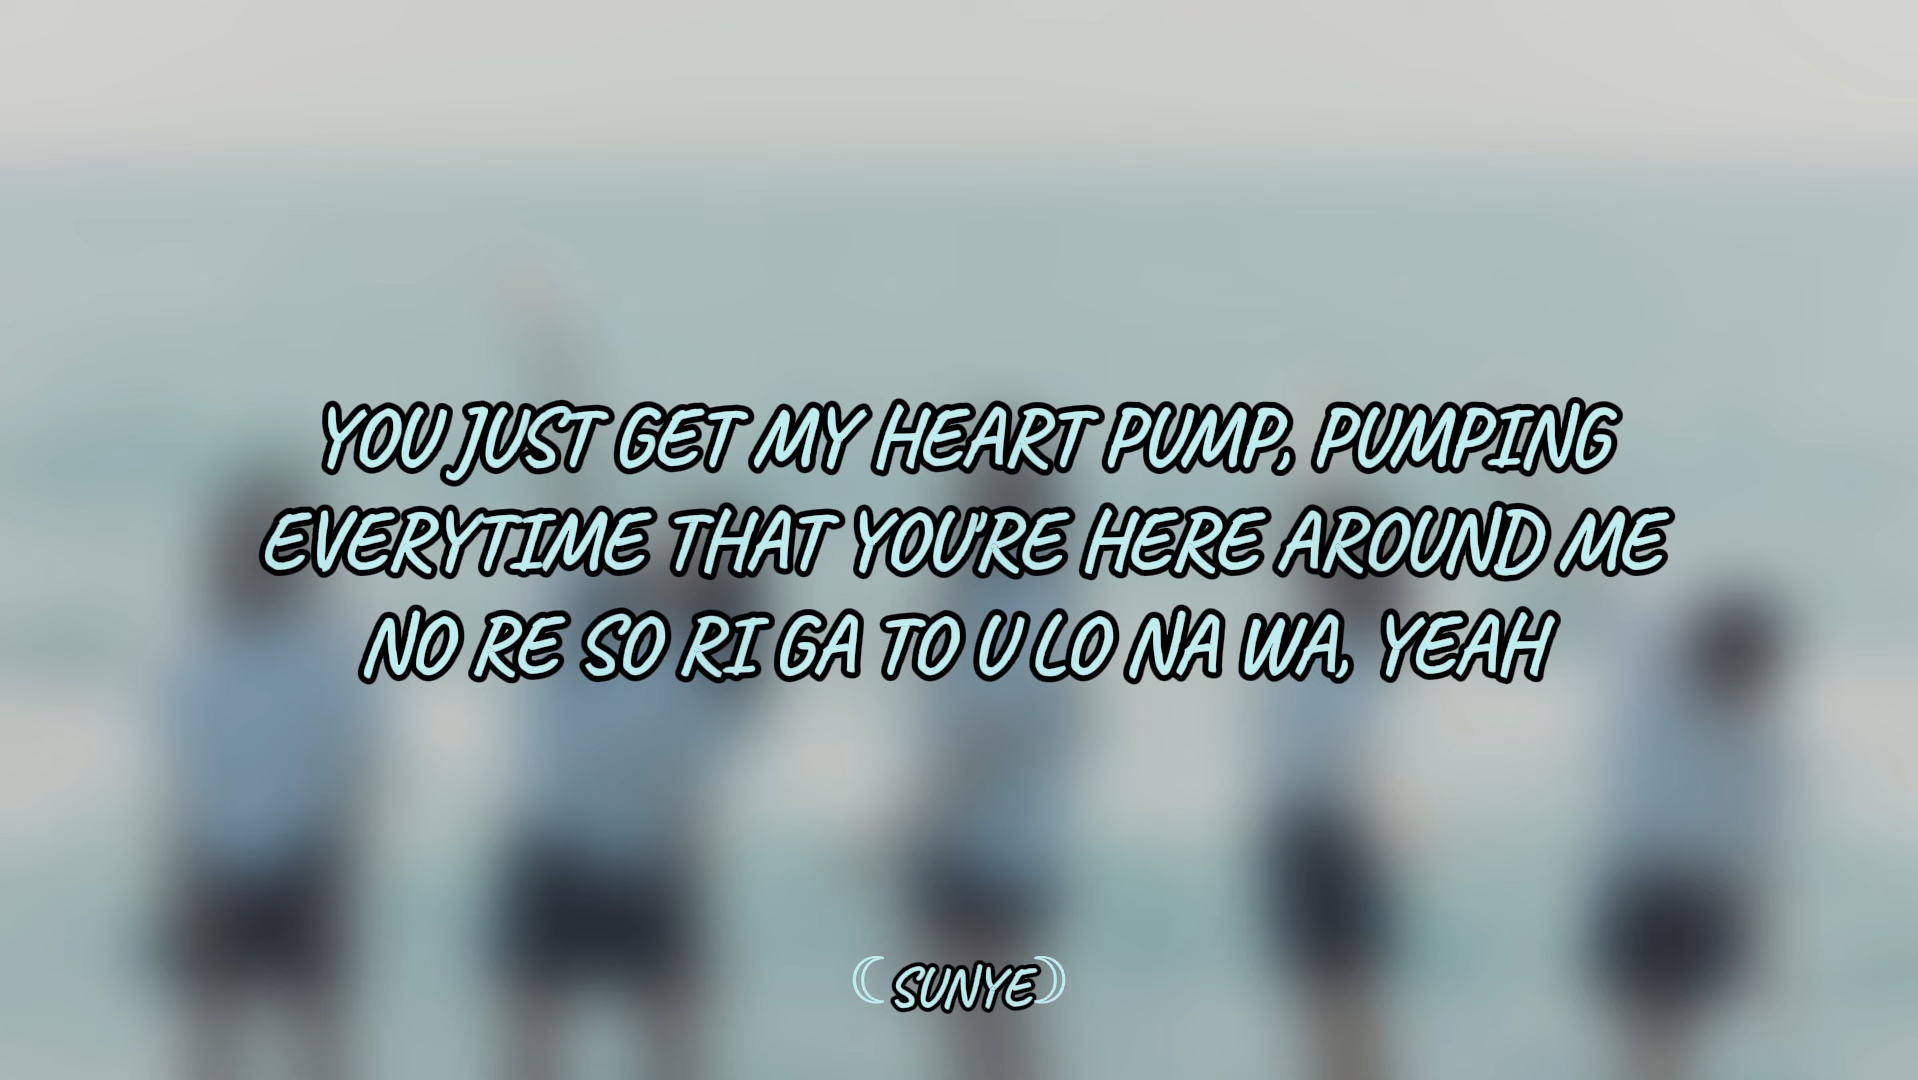 YOU JUST GET MY HEART PUMP, PUMPING
EVERYTIME THAT YOU'RE HERE AROUND ME
NO RE SO RI GA TO U LO NA WA, YEAH
☾ SUNYE ☽